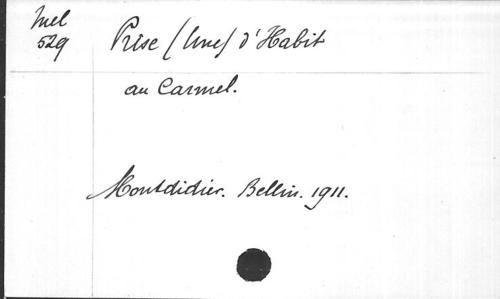 Mel
529
Prise (Une) d'Habit
au Carmel.
Montdidier. Bellin. 1911.